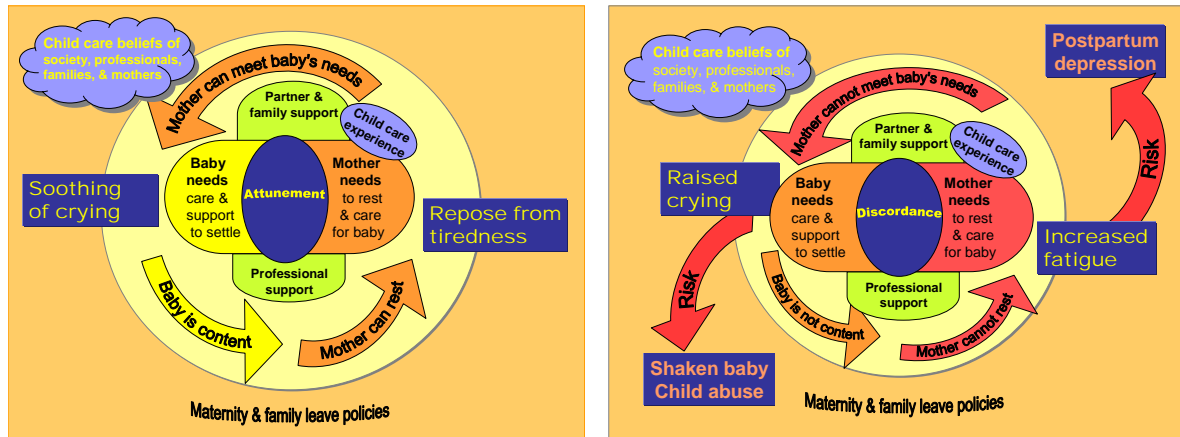 Child care beliefs of
society, professionals,
families, & mothers
Mother can meet baby's needs
Partner &
family support
Child care
experience
Baby
needs
care &
support
to settle
Attunement
Mother
needs
to rest
& care
for baby
Soothing
of crying
Repose from
tiredness
Professional
support
Baby is content
Mother can rest
Maternity & family leave policies
Child care beliefs of
society, professionals,
families, & mothers
Postpartum
depression
Mother cannot meet baby's needs
Partner &
family support
Child care
experience
Risk
Raised
crying
Baby
needs
care &
support
to settle
Discordance
Mother
needs
to rest
& care
for baby
Increased
fatigue
Professional
support
Risk
Baby is not content
Mother cannot rest
Shaken baby
Child abuse
Maternity & family leave policies